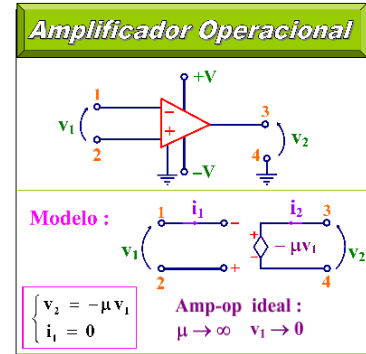 Amplificador Operacional
+V
1
v₁
−
+
3
v₂
2
4
−V
Modelo :
1
i₁
−
i₂
3
v₁
+
−
− μv₁
v₂
2
+
4
v₂ = − μ v₁
i₁ = 0
Amp-op ideal :
μ → ∞ v₁ → 0